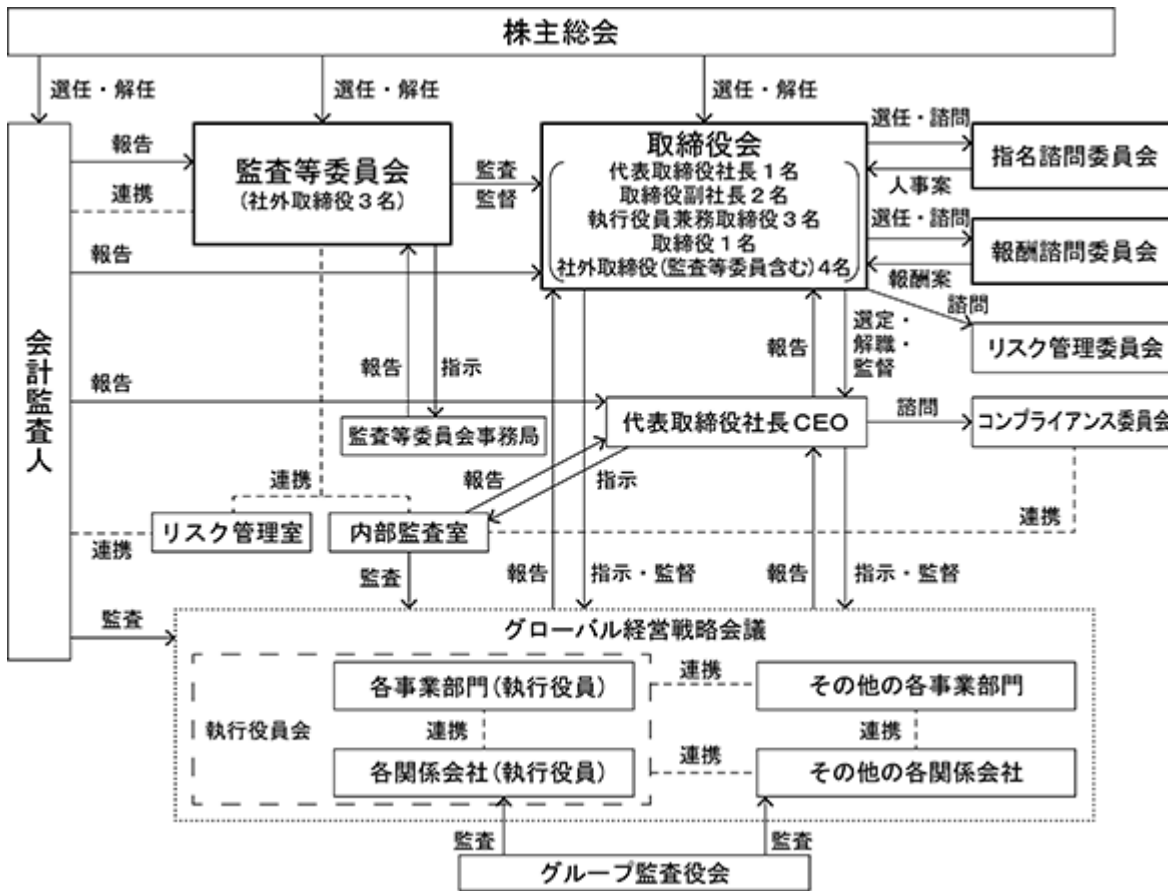 株主総会
選任・解任
選任・解任
選任・解任
会計監査人
報告
連携
報告
監査等委員会
(社外取締役3名)
監査
監督
取締役会
代表取締役社長1名
取締役副社長2名
執行役員兼務取締役3名
取締役1名
社外取締役(監査等委員含む)4名
選任・諮問
指名諮問委員会
人事案
選任・諮問
報酬諮問委員会
報酬案
諮問
リスク管理委員会
報告
指示
報告
選定・
解職・
監督
報告
監査等委員会事務局
代表取締役社長CEO
諮問
コンプライアンス委員会
連携
報告
指示
連携
リスク管理室
内部監査室
連携
監査
報告
指示・監督
報告
指示・監督
監査
グローバル経営戦略会議
執行役員会
各事業部門(執行役員)
連携
その他の各事業部門
連携
連携
各関係会社(執行役員)
連携
その他の各関係会社
監査
監査
グループ監査役会